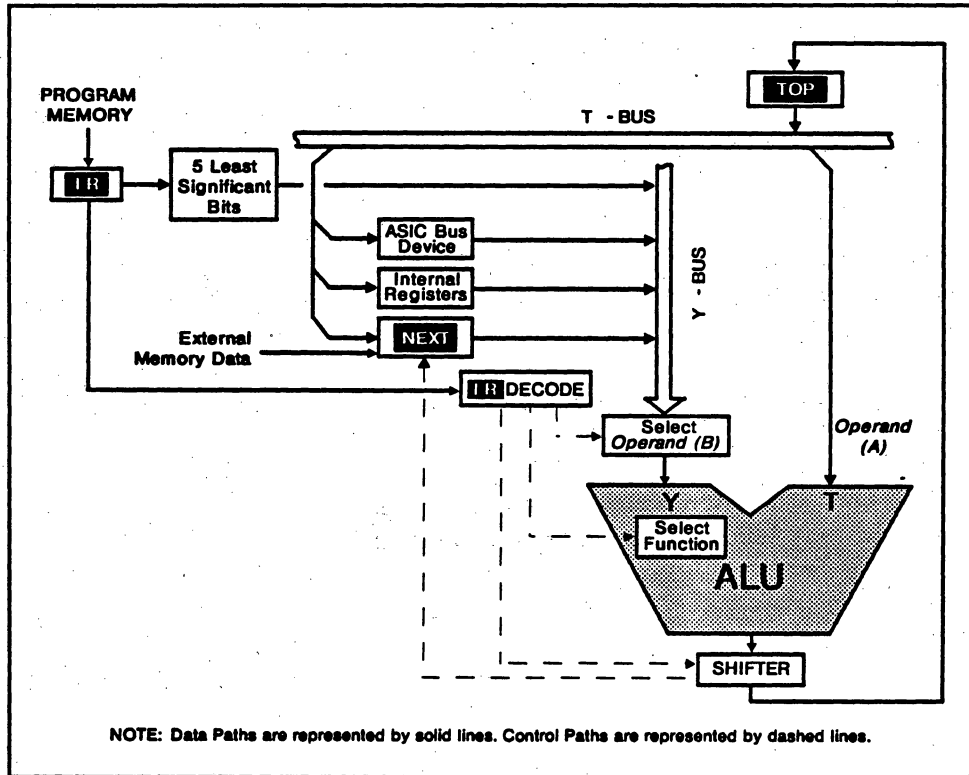 TOP
PROGRAM
MEMORY
T - BUS
IR
5 Least
Significant
Bits
ASIC Bus
Device
Internal
Registers
Y - BUS
External
Memory Data
NEXT
IR DECODE
Select
Operand (B)
Operand
(A)
Y
T
Select
Function
ALU
SHIFTER
NOTE: Data Paths are represented by solid lines. Control Paths are represented by dashed lines.